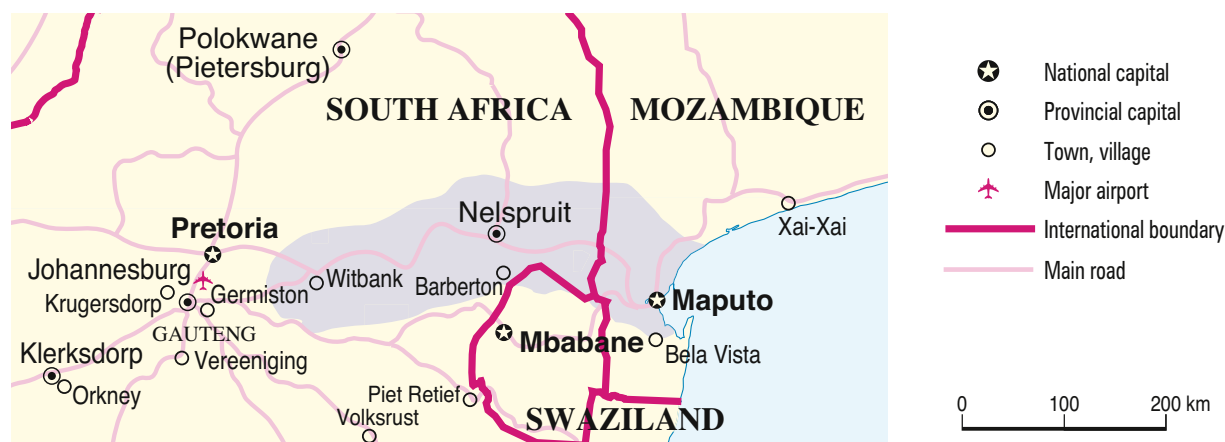 Polokwane
(Pietersburg)
SOUTH AFRICA
MOZAMBIQUE
Nelspruit
Xai-Xai
Pretoria
Johannesburg
Witbank
Barberton
Krugersdorp
Germiston
Maputo
GAUTENG
Mbabane
Klerksdorp
Vereeniging
Bela Vista
Orkney
Piet Retief
Volksrust
SWAZILAND
National capital
Provincial capital
Town, village
Major airport
International boundary
Main road
0 100 200 km